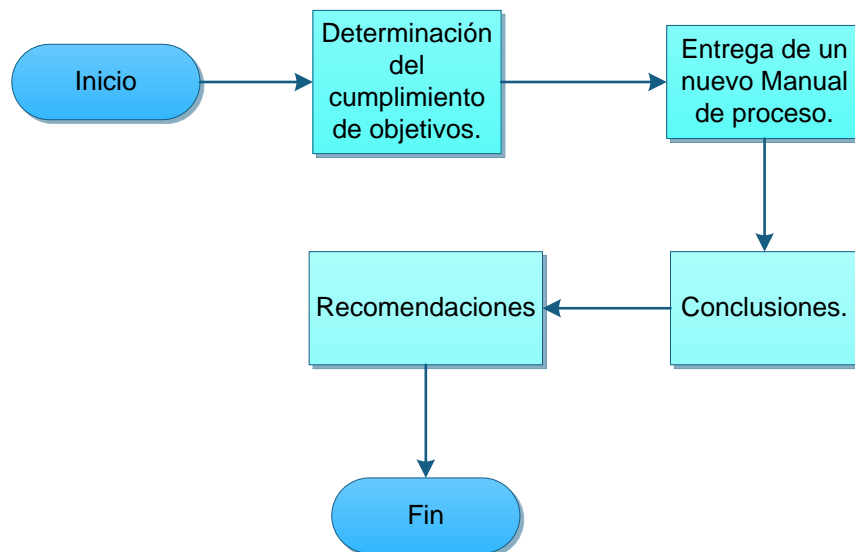 Inicio
Determinación
del
cumplimiento
de objetivos.
Entrega de un
nuevo Manual
de proceso.
Conclusiones.
Recomendaciones
Fin